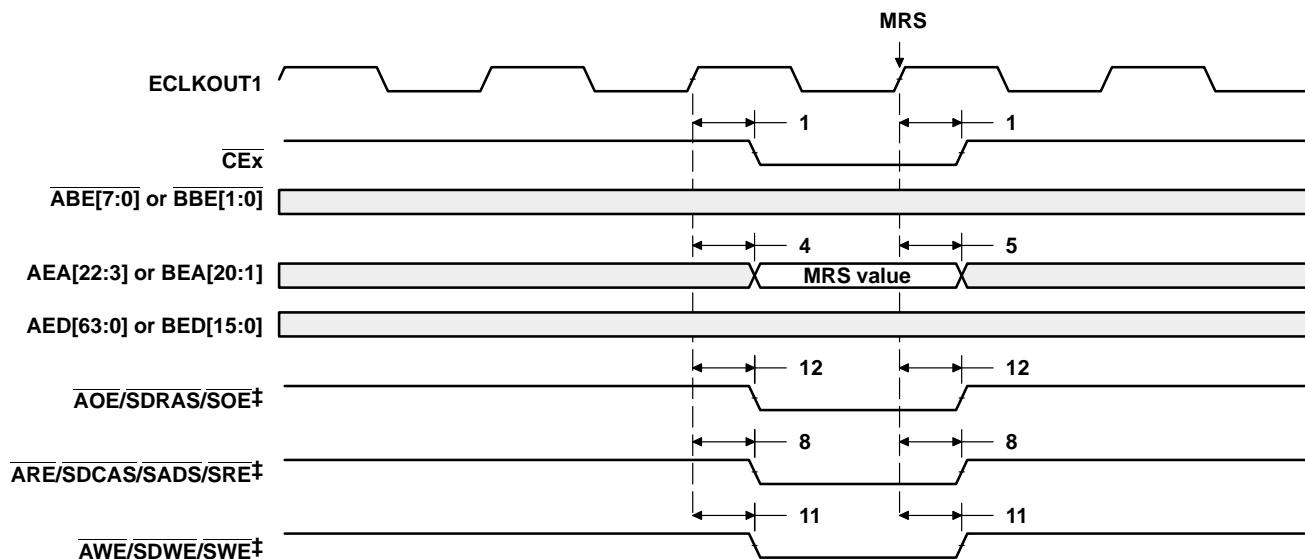 MRS
ECLKOUT1
1 1
CEx
ABE[7:0] or BBE[1:0]
4 5
AEA[22:3] or BEA[20:1] MRS value
AED[63:0] or BED[15:0]
12 12
AOE/SDRAS/SOE‡
8 8
ARE/SDCAS/SADS/SRE‡
11 11
AWE/SDWE/SWE‡